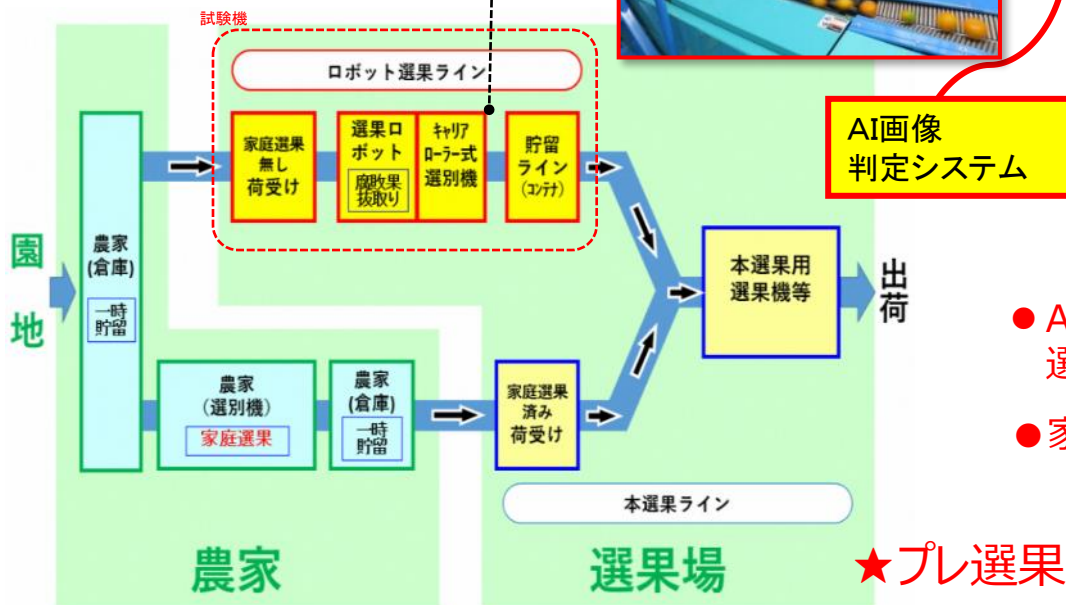 試験機
ロボット選果ライン
家庭選果
無し
荷受け
選果ロ
ボット
腐敗果
抜取り
ｷｬﾘｱ
ﾛｰﾗｰ式
選別機
貯留
ライン
(ｺﾝﾃﾅ)
AI画像
判定システム
園
地
農家
(倉庫)
一時
貯留
農家
(選別機)
家庭選果
農家
(倉庫)
一時
貯留
家庭選果
済み
荷受け
本選果用
選果機等
出
荷
本選果ライン
農家
選果場
● A
選
● 家
★プレ選果